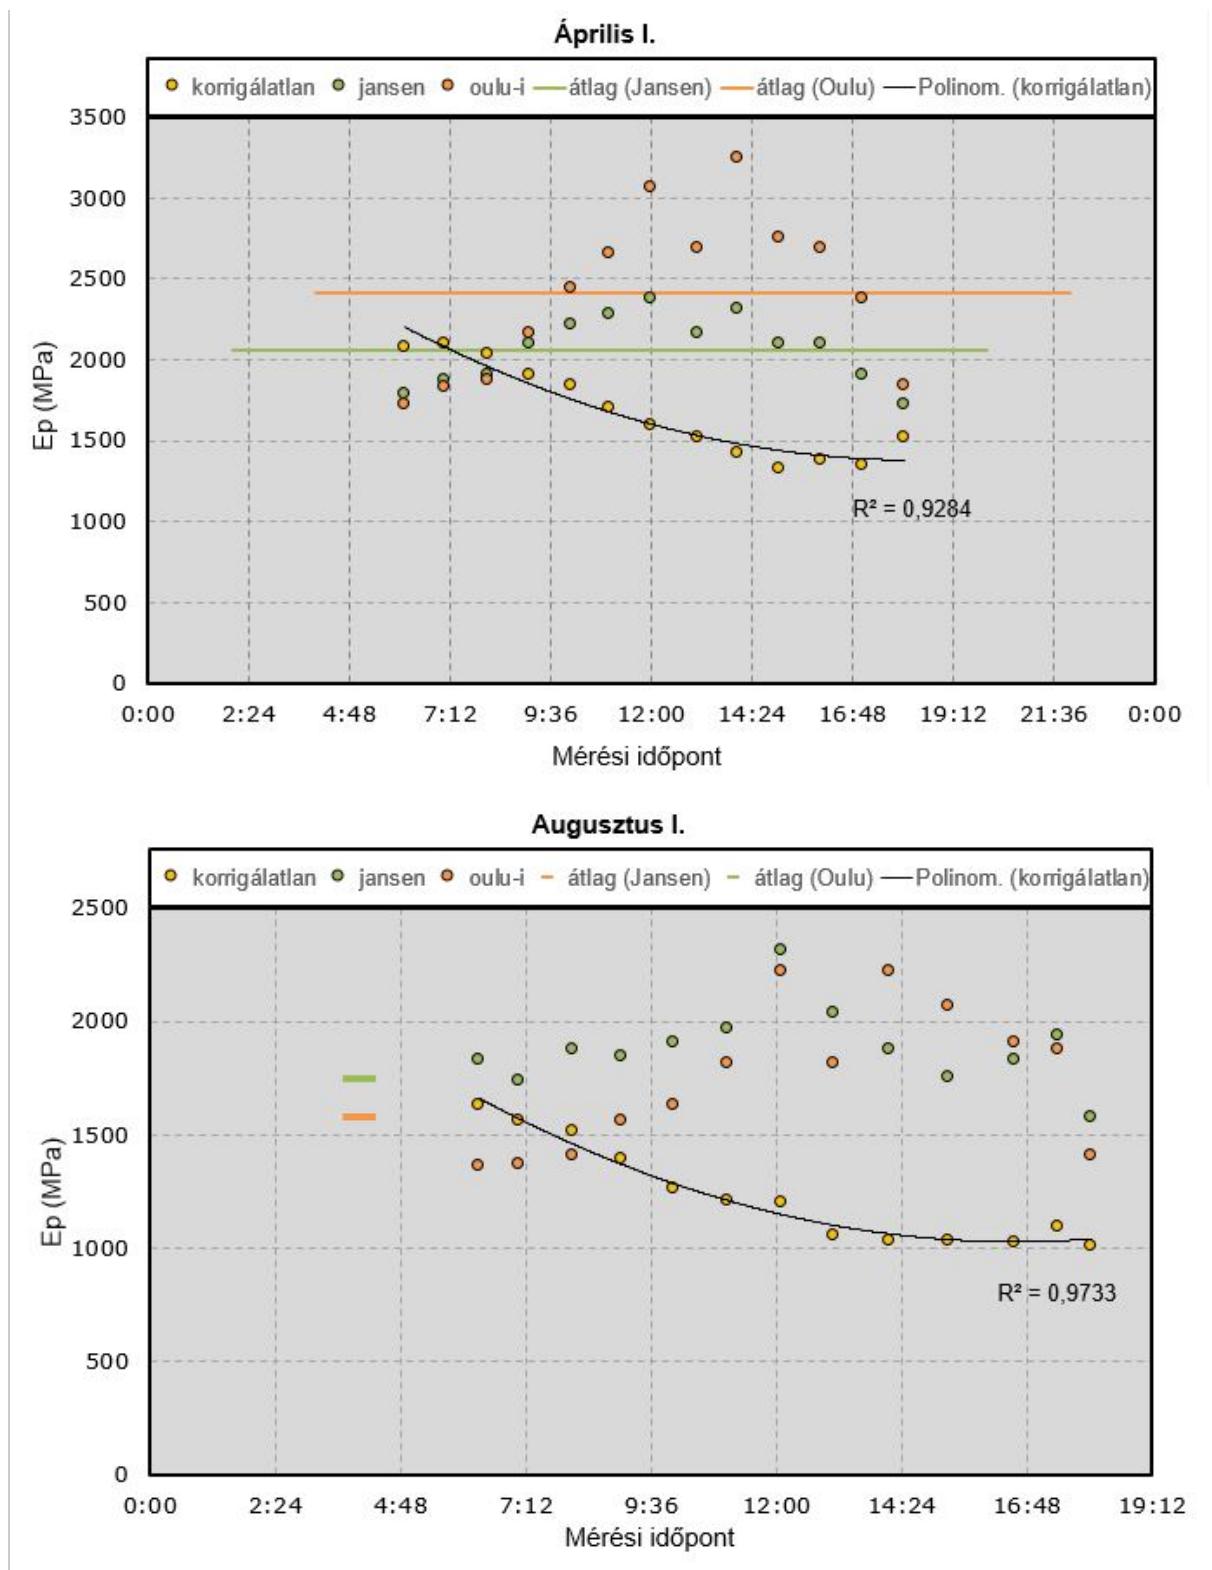 Április I.
korrigálatlan jansen oulu-i átlag (Jansen) átlag (Oulu) Polinom. (korrigálatlan)
3500
3000
2500
2000
1500
1000
500
0
Ep (MPa)
R² = 0,9284
0:00 2:24 4:48 7:12 9:36 12:00 14:24 16:48 19:12 21:36 0:00
Mérési időpont
Augusztus I.
korrigálatlan jansen oulu-i átlag (Jansen) átlag (Oulu) Polinom. (korrigálatlan)
2500
2000
1500
1000
500
0
Ep (MPa)
R² = 0,9733
0:00 2:24 4:48 7:12 9:36 12:00 14:24 16:48 19:12
Mérési időpont